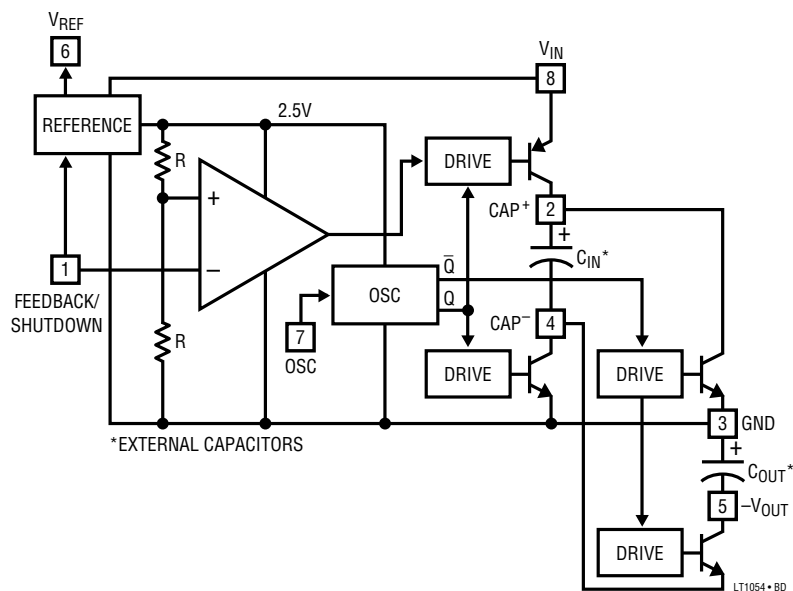 VREF
6
VIN
8
REFERENCE
2.5V
R
DRIVE
+
CAP+
2
+
CIN*
–
Q̅
1
FEEDBACK/
SHUTDOWN
OSC
Q
7
OSC
CAP–
4
R
DRIVE
DRIVE
3
GND
*EXTERNAL CAPACITORS
+
COUT*
5
–VOUT
DRIVE
LT1054 • BD